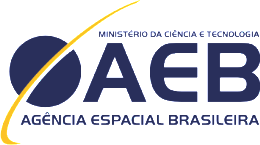 MINISTÉRIO DA CIÊNCIA E TECNOLOGIA
AEB
AGÊNCIA ESPACIAL BRASILEIRA